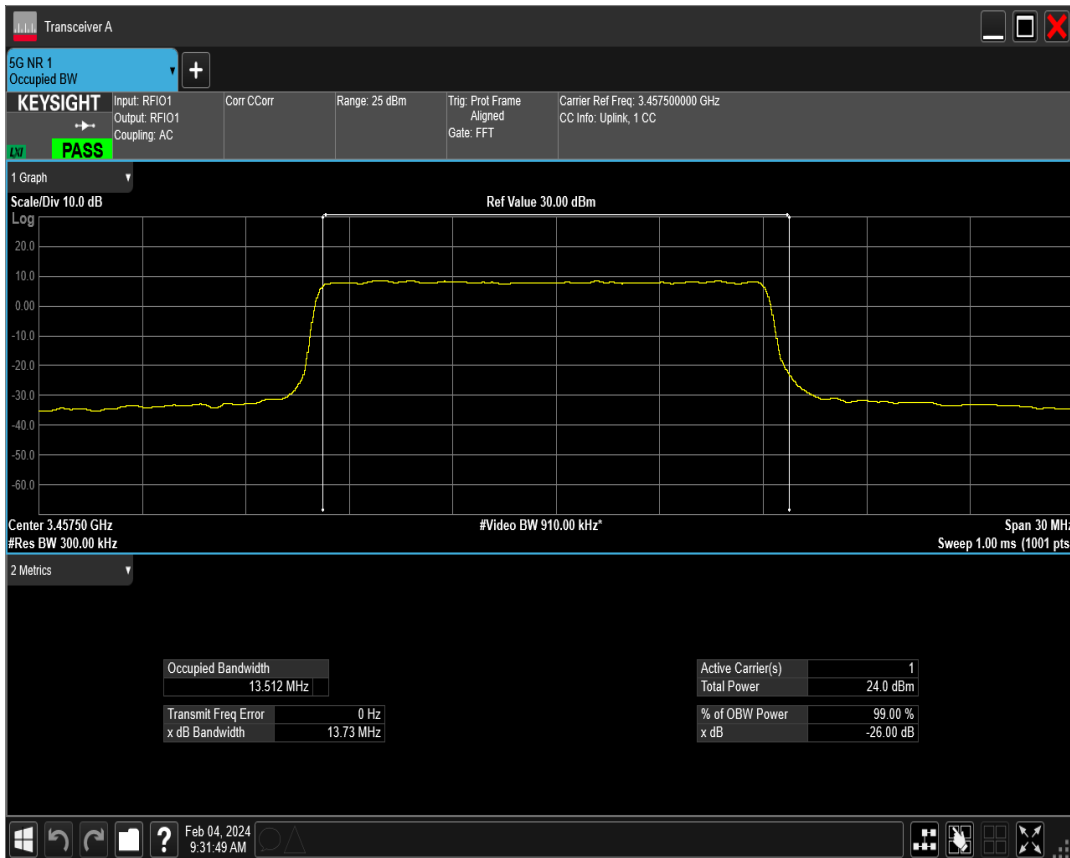 Transceiver A
5G NR 1
Occupied BW
KEYSIGHT
LXI
PASS
Input: RFIO1
Output: RFIO1
Coupling: AC
Corr CCorr
Range: 25 dBm
Trig: Prot Frame
Aligned
Gate: FFT
Carrier Ref Freq: 3.457500000 GHz
CC Info: Uplink, 1 CC
1 Graph
Scale/Div 10.0 dB
Ref Value 30.00 dBm
Log
20.0
10.0
0.00
-10.0
-20.0
-30.0
-40.0
-50.0
-60.0
Center 3.45750 GHz
#Video BW 910.00 kHz*
Span 30 MHz
#Res BW 300.00 kHz
Sweep 1.00 ms (1001 pts
2 Metrics
Occupied Bandwidth
13.512 MHz
Transmit Freq Error 0 Hz
x dB Bandwidth 13.73 MHz
Active Carrier(s) 1
Total Power 24.0 dBm
% of OBW Power 99.00 %
x dB -26.00 dB
?
Feb 04, 2024
9:31:49 AM